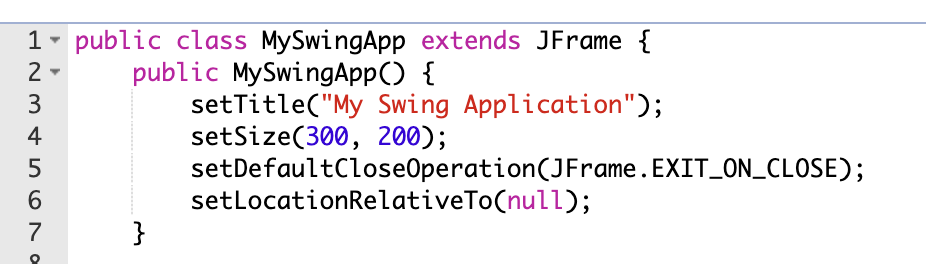 1 public class MySwingApp extends JFrame {
2     public MySwingApp() {
3         setTitle("My Swing Application");
4         setSize(300, 200);
5         setDefaultCloseOperation(JFrame.EXIT_ON_CLOSE);
6         setLocationRelativeTo(null);
7     }
8